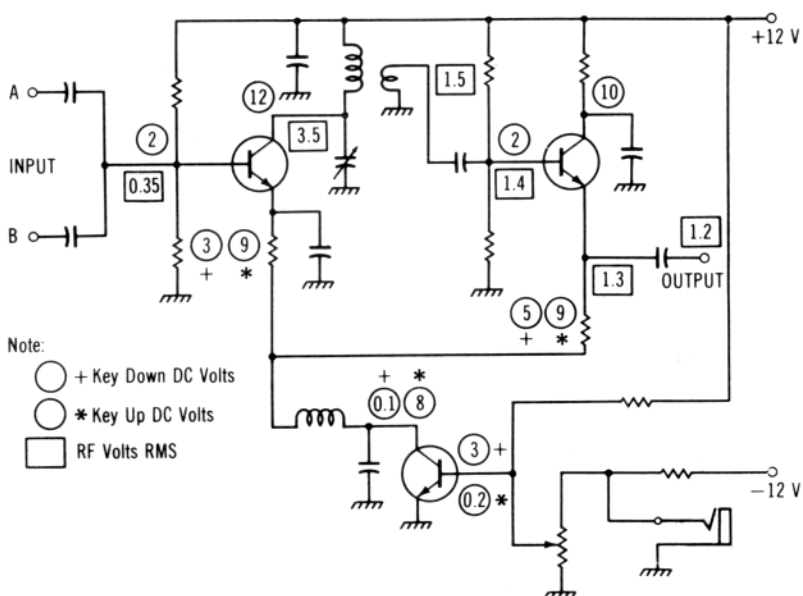 +12 V
A
12
1.5
10
2
3.5
2
INPUT
0.35
1.4
B
3 9
+ *
1.2
1.3
OUTPUT
5 9
+ *
Note:
+ Key Down DC Volts
* Key Up DC Volts
RF Volts RMS
+ *
0.1 8
3 +
0.2 *
−12 V